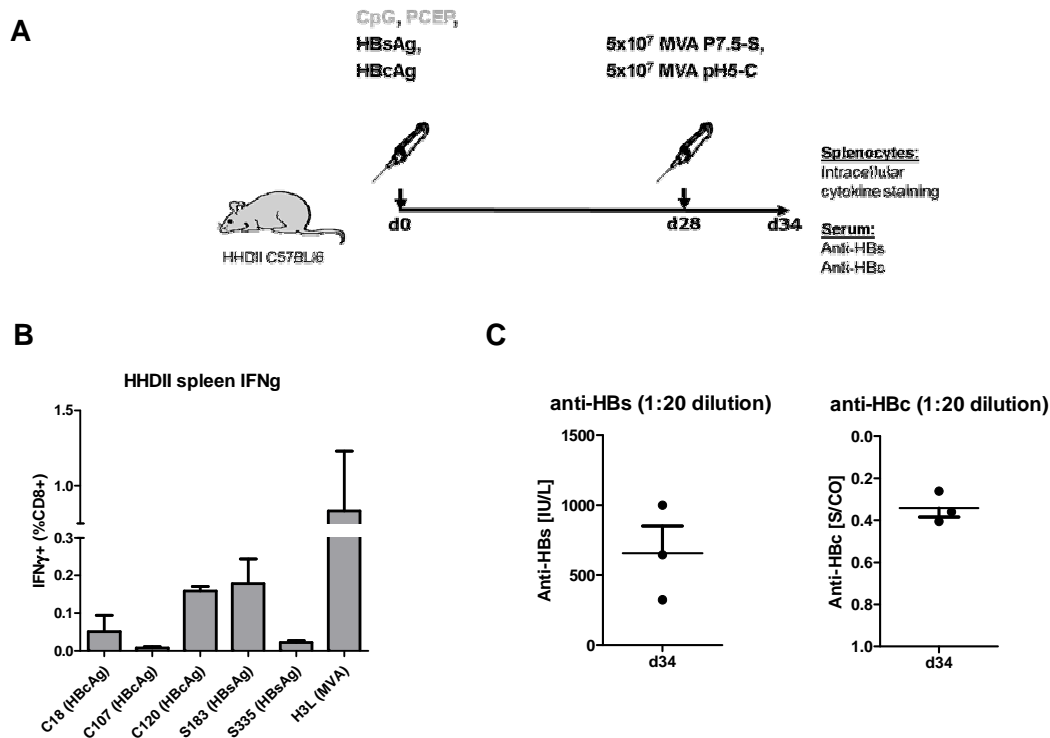 A
CpG, PCEP,
HBsAg,
HBcAg
5x10⁷ MVA P7.5-S,
5x10⁷ MVA pH5-C
Splenocytes:
Intracellular
cytokine staining
Serum:
Anti-HBs
Anti-HBc
HHDII C57BL/6
d0
d28
d34
B
HHDII spleen IFNg
IFNγ+ (%CD8+)
1.5
1.0
0.3
0.2
0.1
0.0
C18 (HBcAg)
C107 (HBcAg)
C120 (HBcAg)
S183 (HBsAg)
S335 (HBsAg)
H3L (MVA)
C
anti-HBs (1:20 dilution)
Anti-HBs [IU/L]
1500
1000
500
0
d34
anti-HBc (1:20 dilution)
Anti-HBc [S/CO]
0.0
0.2
0.4
0.6
0.8
1.0
d34